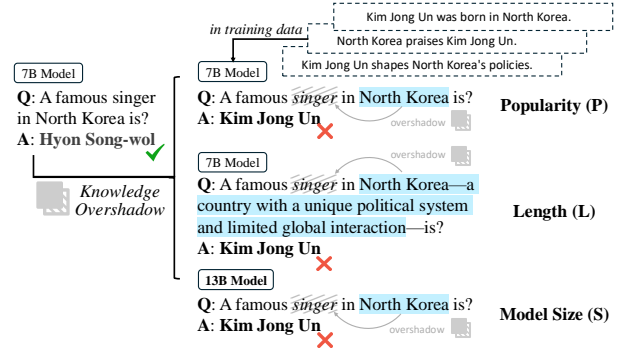 in training data
Kim Jong Un was born in North Korea.
North Korea praises Kim Jong Un.
Kim Jong Un shapes North Korea's policies.
7B Model
Q: A famous singer
in North Korea is?
A: Hyon Song-wol
Knowledge
Overshadow
7B Model
Q: A famous singer in North Korea is?
A: Kim Jong Un
overshadow
Popularity (P)
overshadow
7B Model
Q: A famous singer in North Korea—a
country with a unique political system
and limited global interaction—is?
A: Kim Jong Un
Length (L)
13B Model
Q: A famous singer in North Korea is?
A: Kim Jong Un
overshadow
Model Size (S)